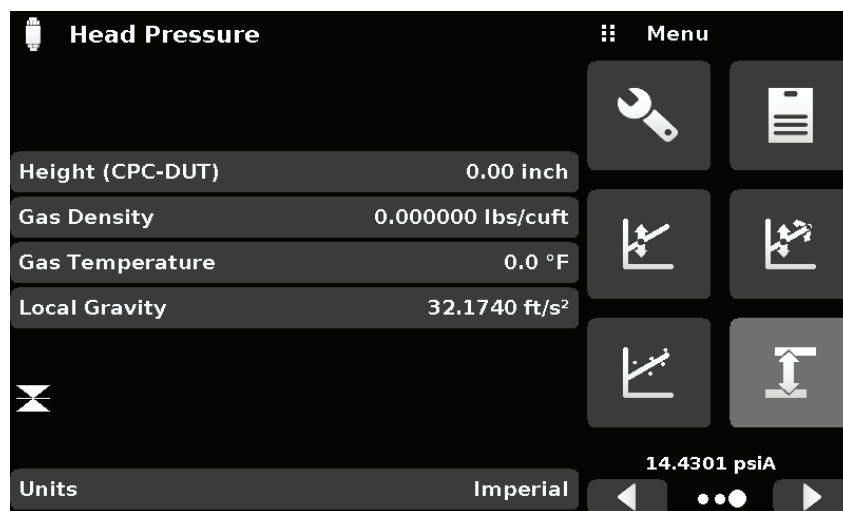 Head Pressure
Menu
Height (CPC-DUT) 0.00 inch
Gas Density 0.000000 lbs/cuft
Gas Temperature 0.0 °F
Local Gravity 32.1740 ft/s²
14.4301 psiA
Units Imperial